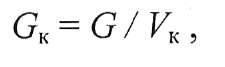 Gк = G / Vк ,